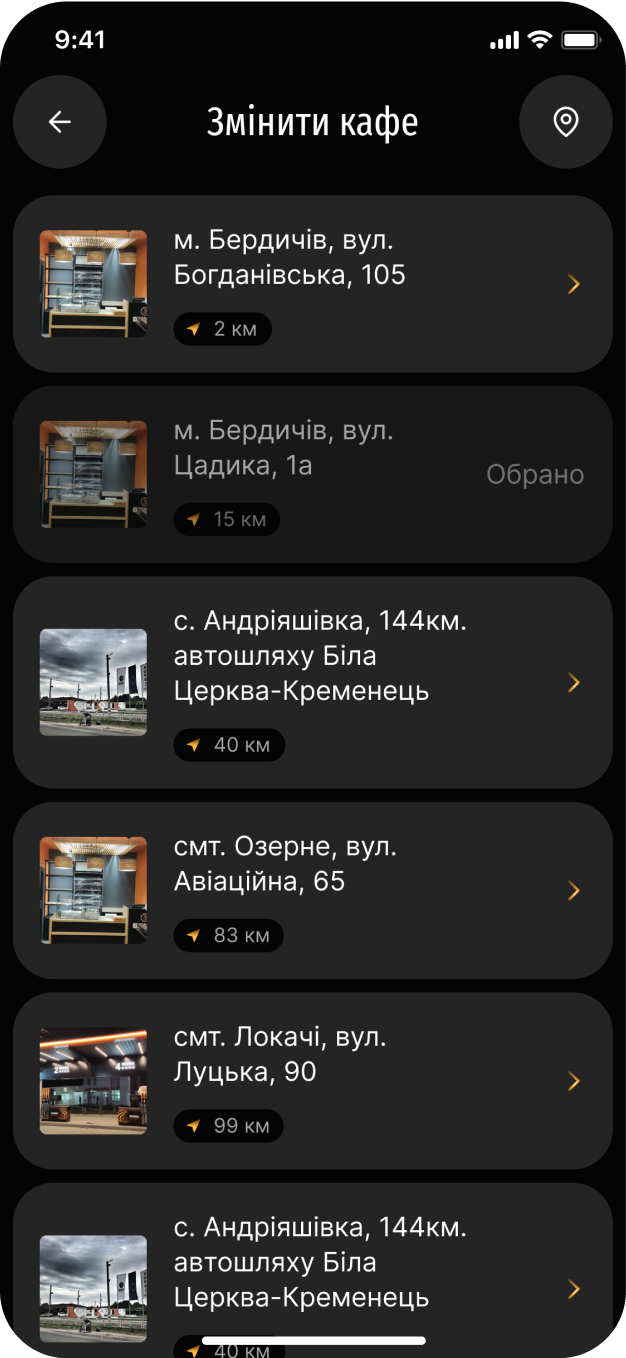 9:41
Змінити кафе
м. Бердичів, вул.
Богданівська, 105
2 км
м. Бердичів, вул.
Цадика, 1а
Обрано
15 км
с. Андріяшівка, 144км.
автошляху Біла
Церква-Кременець
40 км
смт. Озерне, вул.
Авіаційна, 65
83 км
смт. Локачі, вул.
Луцька, 90
99 км
с. Андріяшівка, 144км.
автошляху Біла
Церква-Кременець
40 км